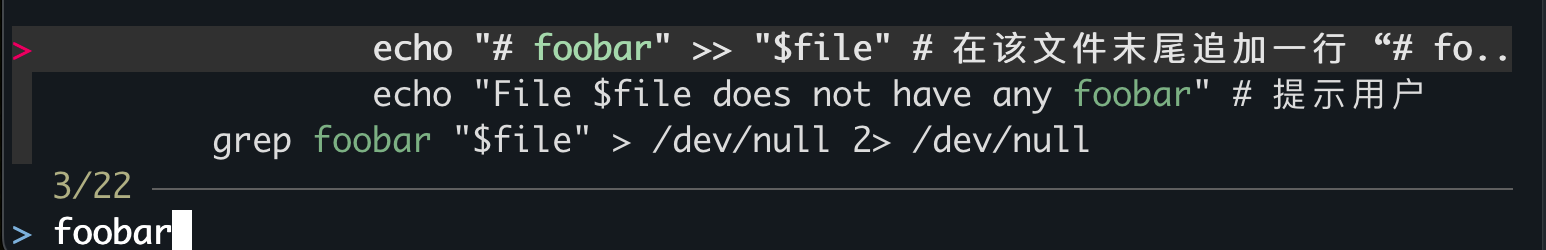 > echo "# foobar" >> "$file" # 在该文件末尾追加一行 “# fo..
echo "File $file does not have any foobar" # 提示用户
grep foobar "$file" > /dev/null 2> /dev/null
3/22
> foobar